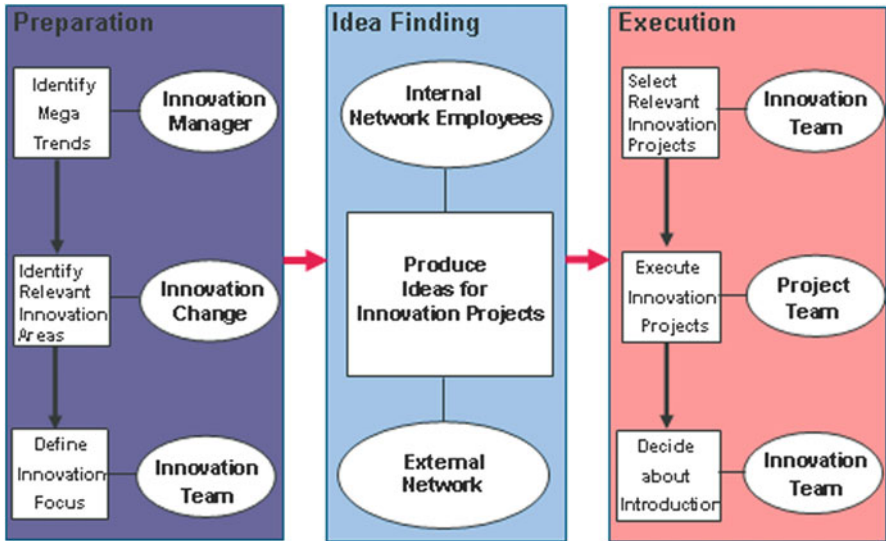 Preparation
Identify
Mega
Trends
Innovation
Manager
Identify
Relevant
Innovation
Areas
Innovation
Change
Define
Innovation
Focus
Innovation
Team
Idea Finding
Internal
Network Employees
Produce
Ideas for
Innovation Projects
External
Network
Execution
Select
Relevant
Innovation
Projects
Innovation
Team
Execute
Innovation
Projects
Project
Team
Decide
about
Introduction
Innovation
Team